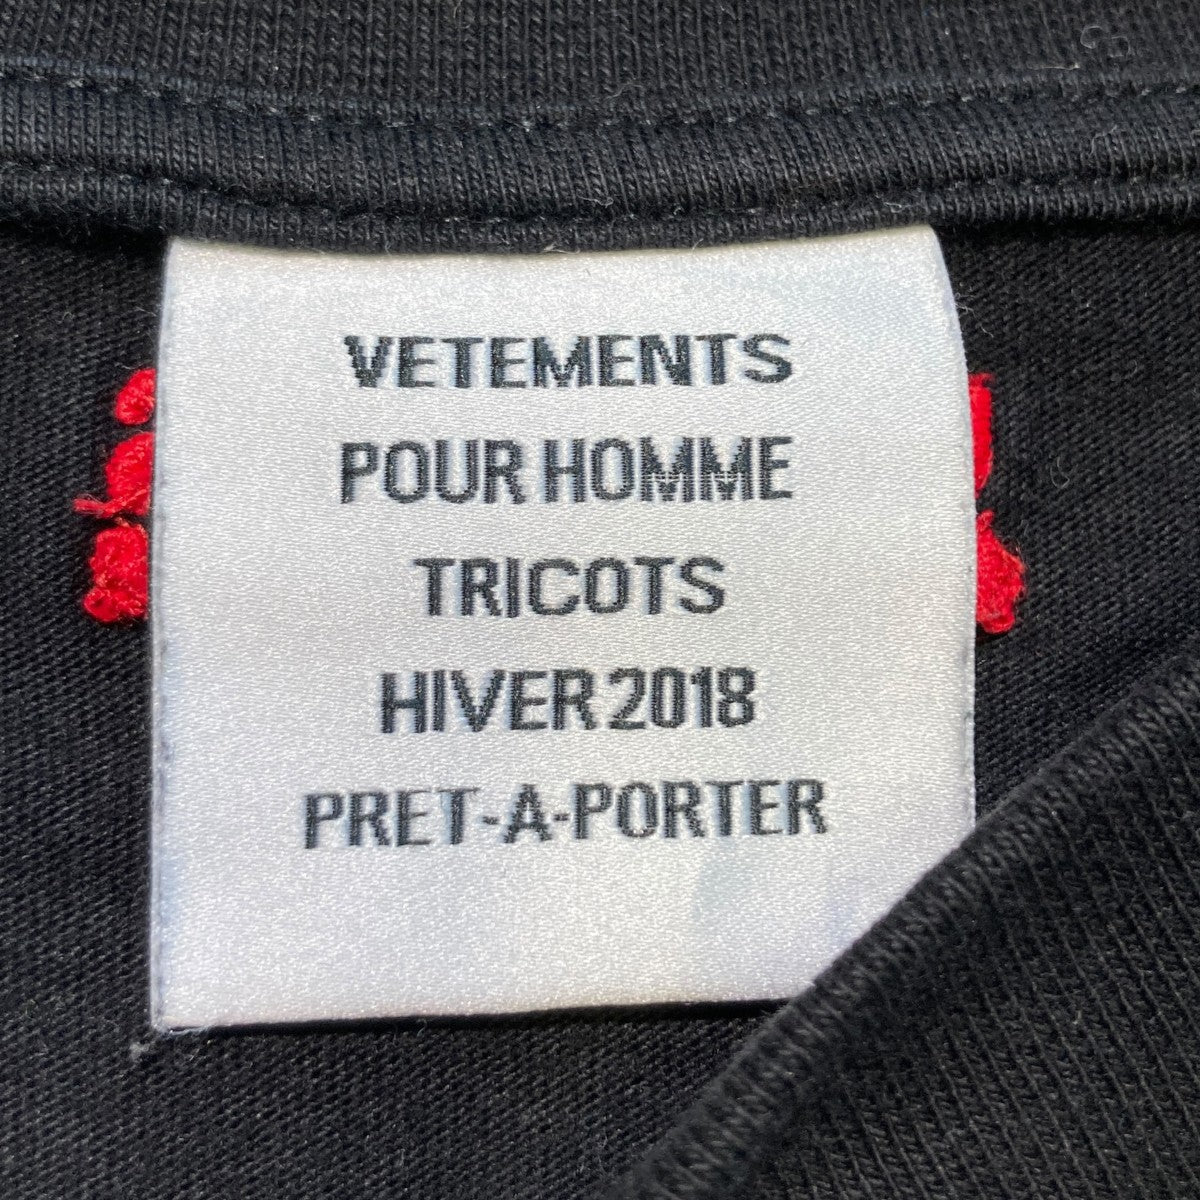 VETEMENTS
POUR HOMME
TRICOTS
HIVER 2018
PRET-A-PORTER